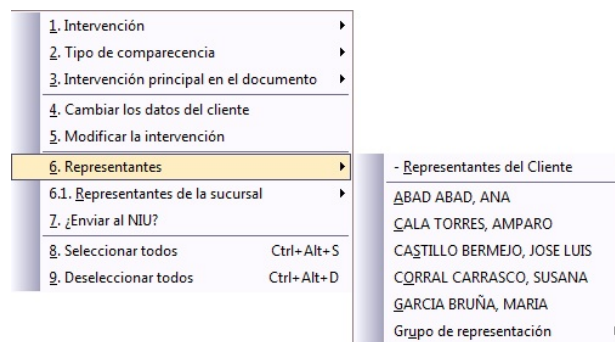 1. Intervención
2. Tipo de comparecencia
3. Intervención principal en el documento
4. Cambiar los datos del cliente
5. Modificar la intervención
6. Representantes
6.1. Representantes de la sucursal
7. ¿Enviar al NIU?
8. Seleccionar todos Ctrl+Alt+S
9. Deseleccionar todos Ctrl+Alt+D
- Representantes del Cliente
ABAD ABAD, ANA
CALA TORRES, AMPARO
CASTILLO BERMEJO, JOSE LUIS
CORRAL CARRASCO, SUSANA
GARCIA BRUÑA, MARIA
Grupo de representación